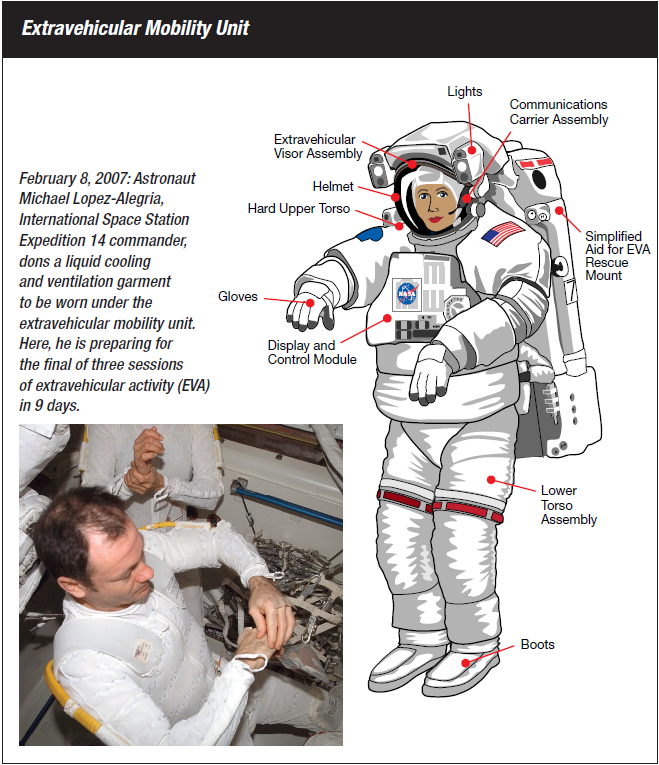 Extravehicular Mobility Unit
February 8, 2007: Astronaut
Michael Lopez-Alegria,
International Space Station
Expedition 14 commander,
dons a liquid cooling
and ventilation garment
to be worn under the
extravehicular mobility unit.
Here, he is preparing for
the final of three sessions
of extravehicular activity (EVA)
in 9 days.
Lights
Communications
Carrier Assembly
Extravehicular
Visor Assembly
Helmet
Hard Upper Torso
Simplified
Aid for EVA
Rescue
Mount
Gloves
NASA
Display and
Control Module
Lower
Torso
Assembly
Boots